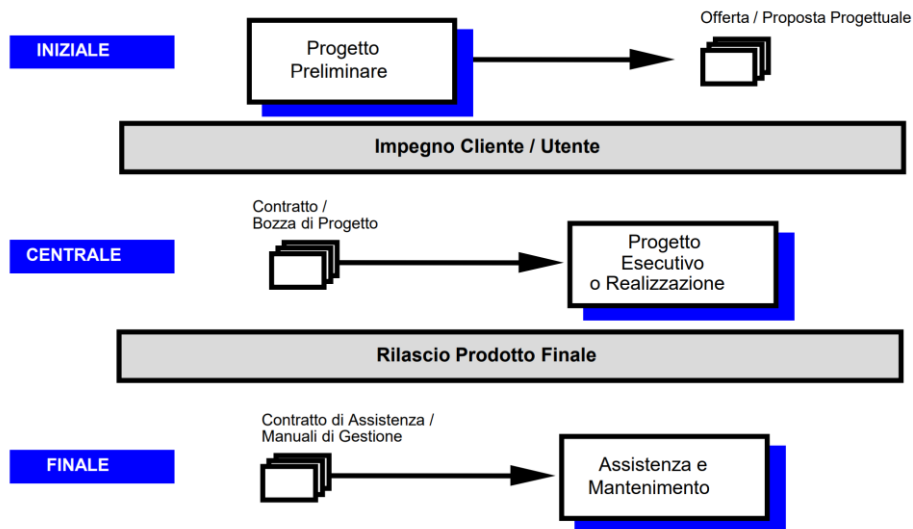 Offerta / Proposta Progettuale
INIZIALE
Progetto
Preliminare
Impegno Cliente / Utente
Contratto /
Bozza di Progetto
CENTRALE
Progetto
Esecutivo
o Realizzazione
Rilascio Prodotto Finale
Contratto di Assistenza /
Manuali di Gestione
FINALE
Assistenza e
Mantenimento